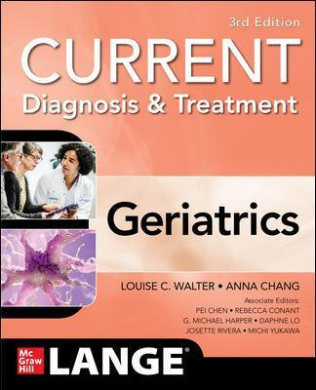 3rd Edition
CURRENT
Diagnosis & Treatment
Geriatrics
LOUISE C. WALTER • ANNA CHANG
Associate Editors:
PEI CHEN • REBECCA CONANT
G. MICHAEL HARPER • DAPHNE LO
JOSETTE RIVERA • MICHI YUKAWA
Mc
Graw
Hill
LANGE®